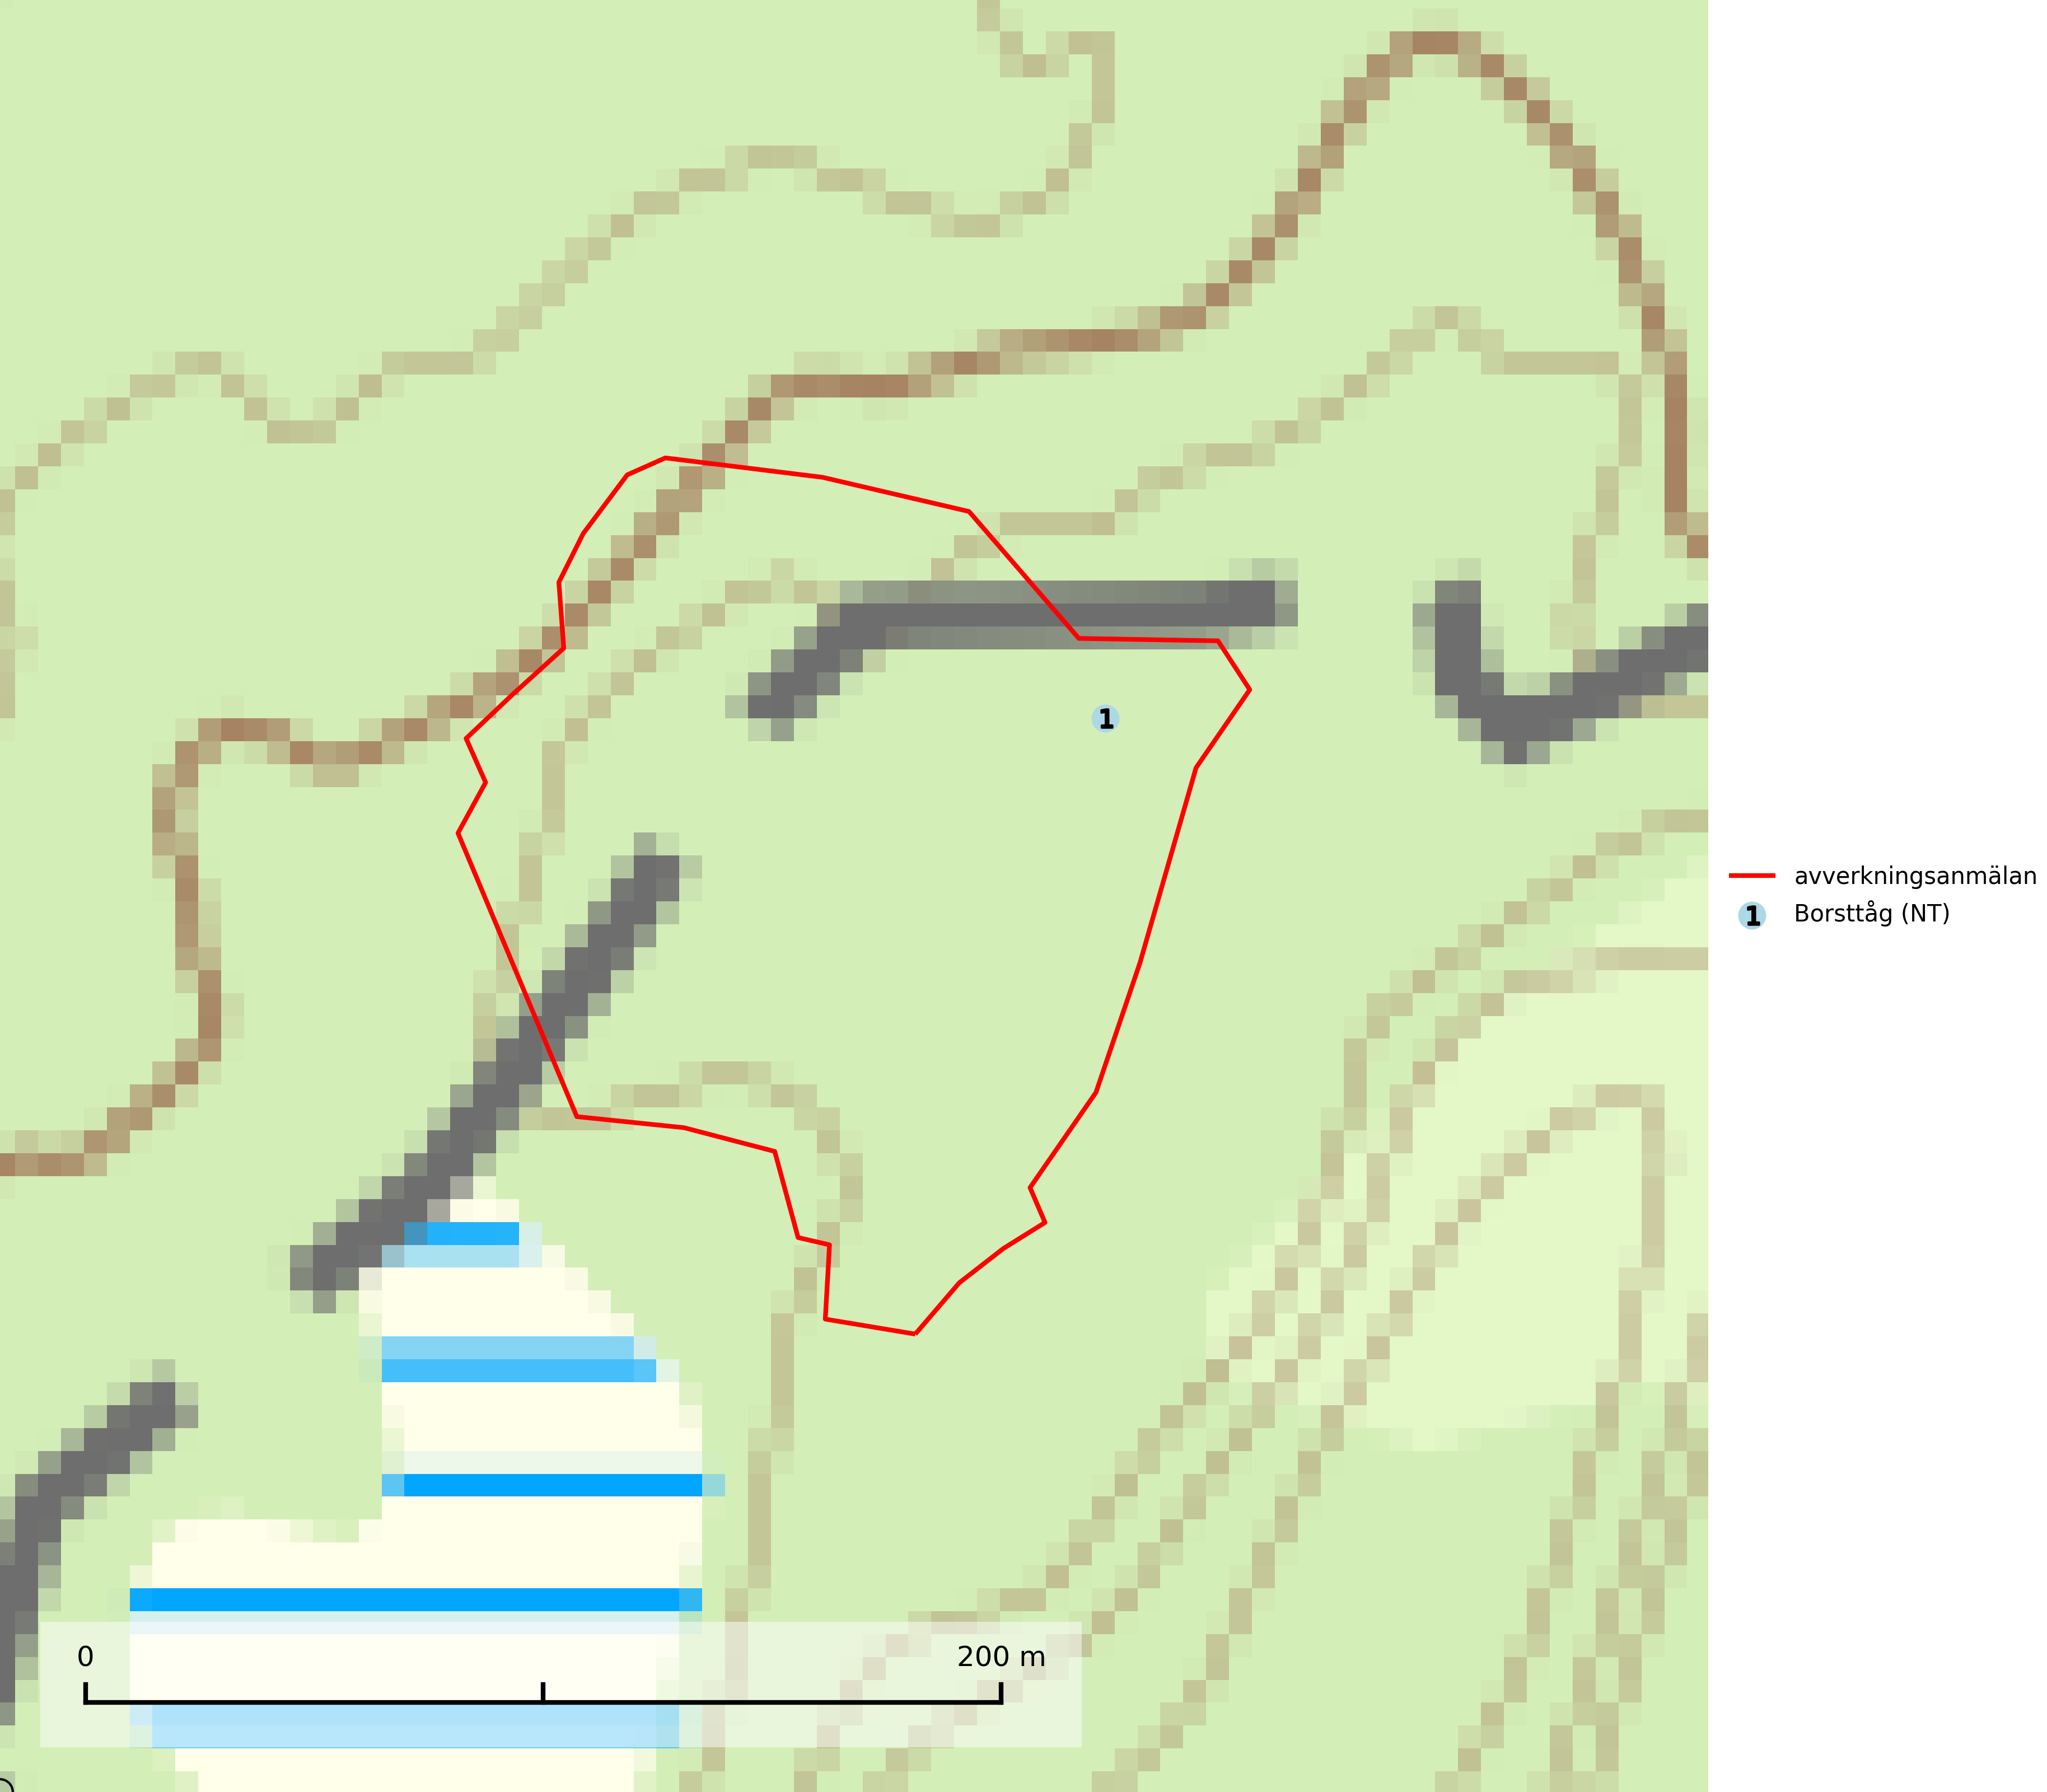 1
avverkningsanmälan
1 Borsttåg (NT)
0 200 m